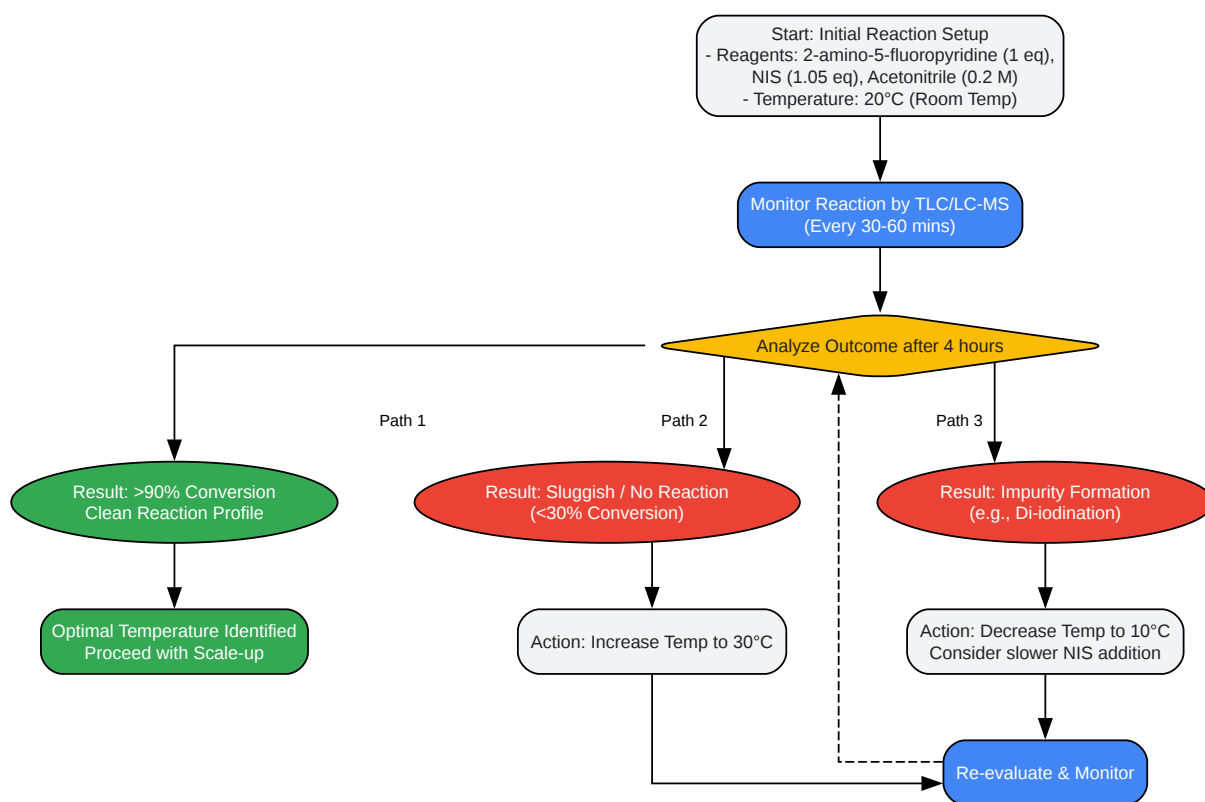 Start: Initial Reaction Setup
- Reagents: 2-amino-5-fluoropyridine (1 eq),
NIS (1.05 eq), Acetonitrile (0.2 M)
- Temperature: 20°C (Room Temp)
Monitor Reaction by TLC/LC-MS
(Every 30-60 mins)
Analyze Outcome after 4 hours
Path 1
Path 2
Path 3
Result: >90% Conversion
Clean Reaction Profile
Result: Sluggish / No Reaction
(<30% Conversion)
Result: Impurity Formation
(e.g., Di-iodination)
Optimal Temperature Identified
Proceed with Scale-up
Action: Increase Temp to 30°C
Action: Decrease Temp to 10°C
Consider slower NIS addition
Re-evaluate & Monitor